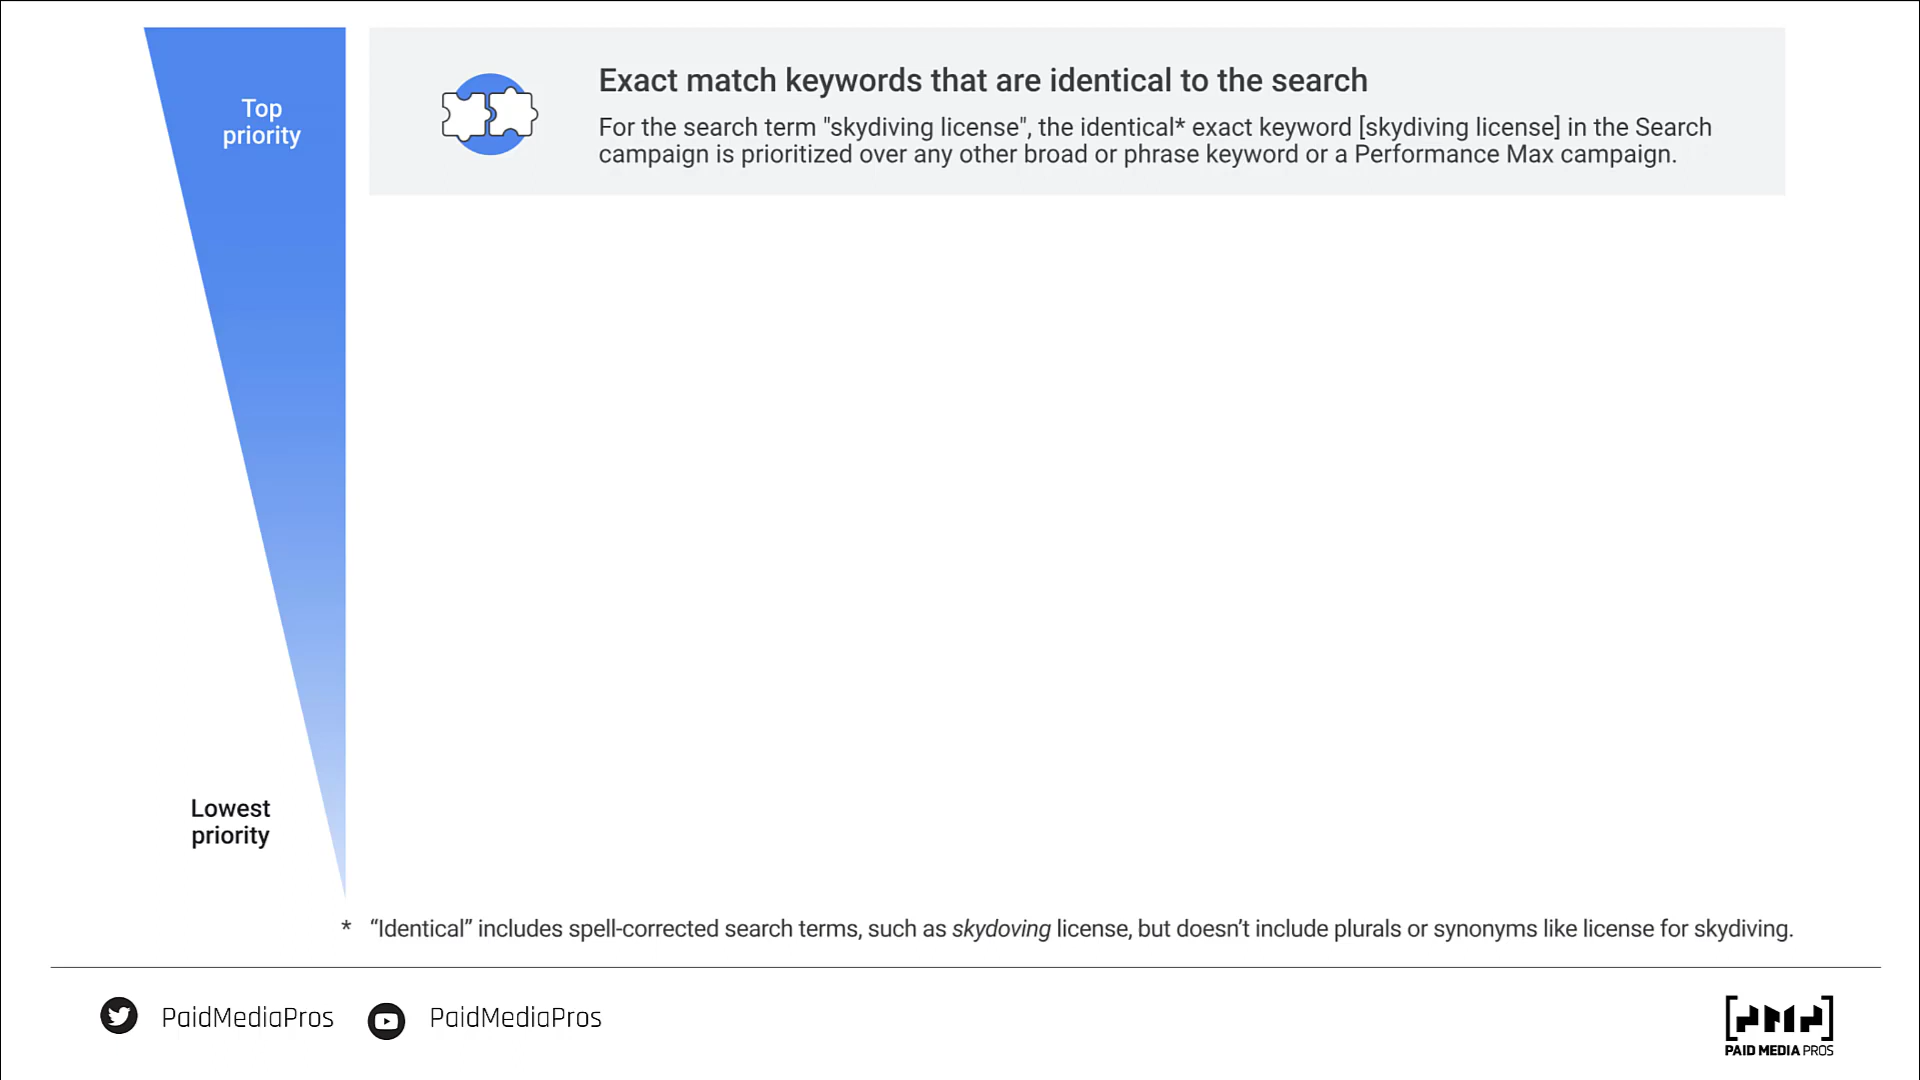 Top
priority
Exact match keywords that are identical to the search
For the search term "skydiving license", the identical* exact keyword [skydiving license] in the Search
campaign is prioritized over any other broad or phrase keyword or a Performance Max campaign.
Lowest
priority
* “Identical” includes spell-corrected search terms, such as skydoving license, but doesn’t include plurals or synonyms like license for skydiving.
PaidMediaPros
PaidMediaPros
[PMP]
PAID MEDIA PROS